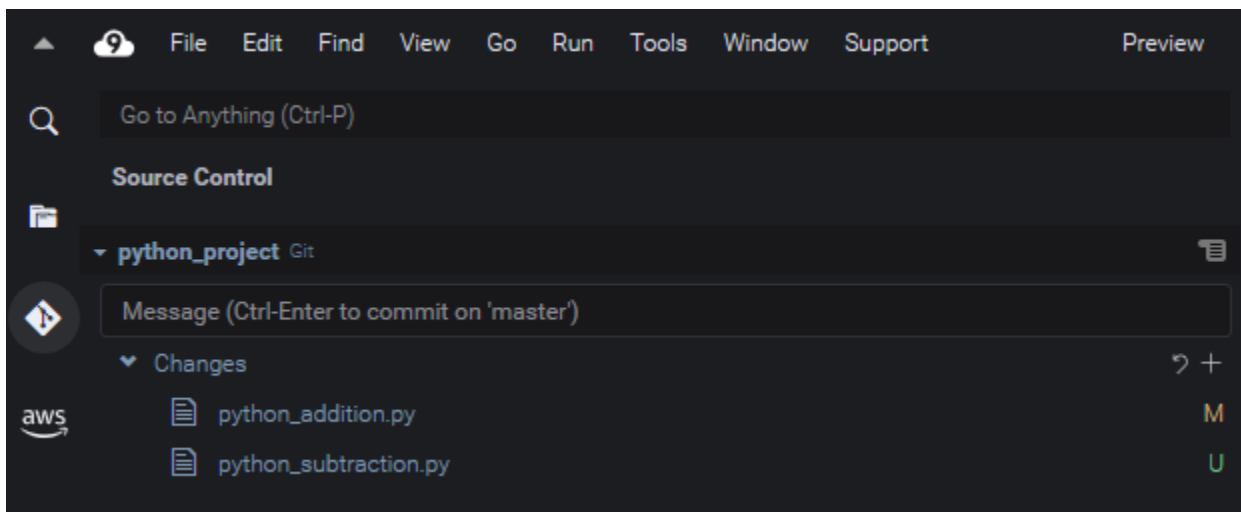 9 File Edit Find View Go Run Tools Window Support Preview
Go to Anything (Ctrl-P)
Source Control
python_project Git
Message (Ctrl-Enter to commit on 'master')
Changes
python_addition.py M
aws
python_subtraction.py U